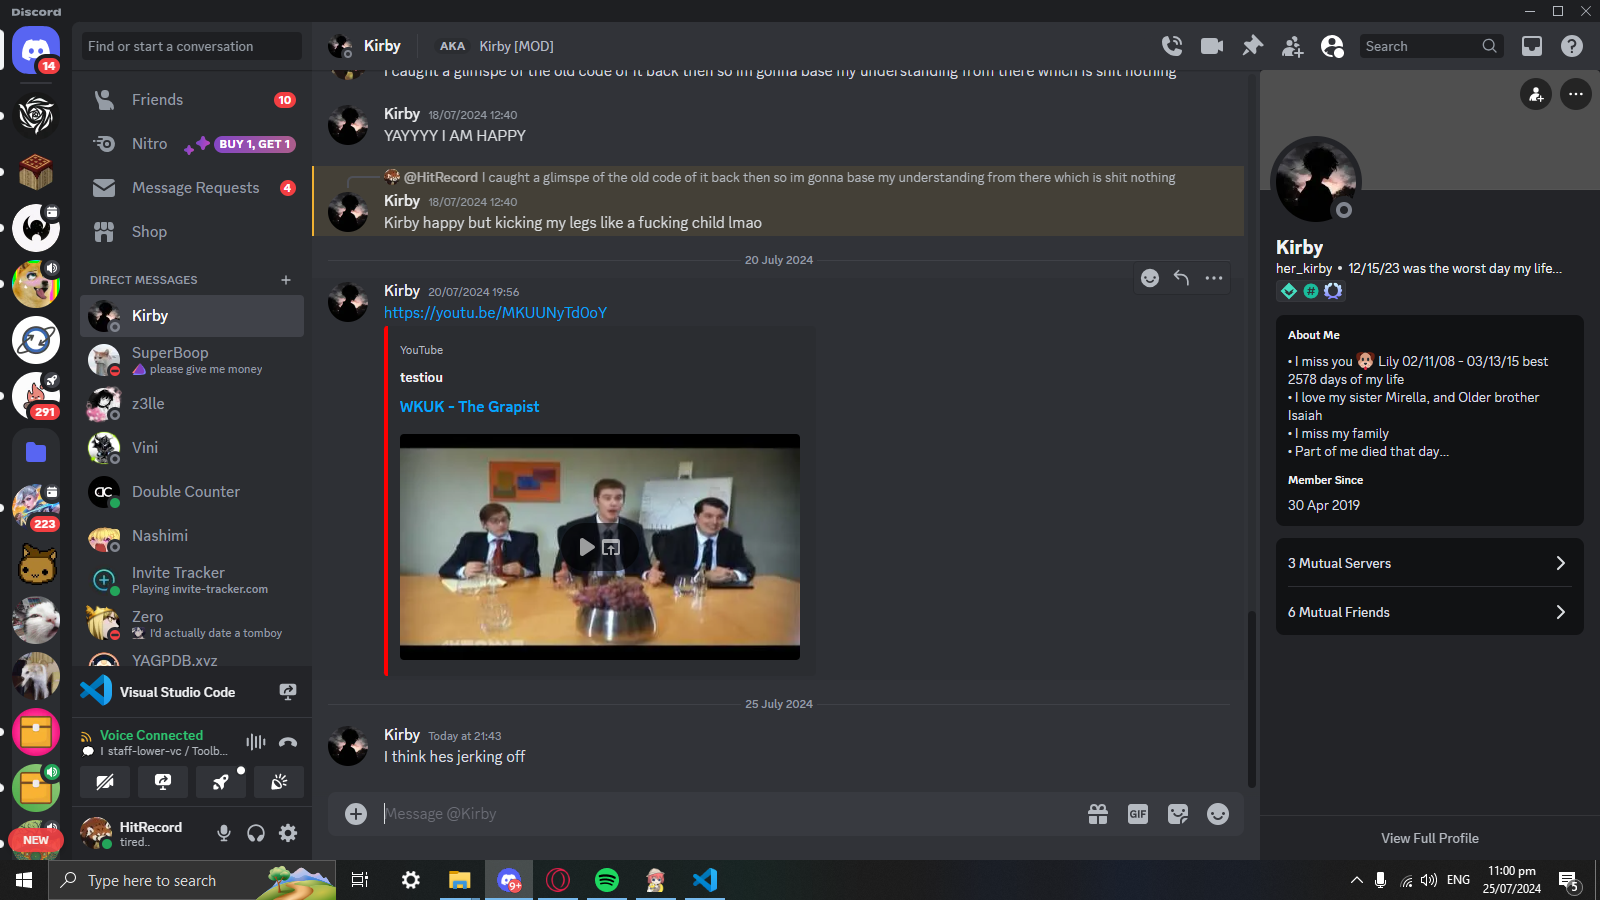 Discord
14
291
223
NEW
Find or start a conversation
Friends
10
Nitro
BUY 1, GET 1
Message Requests
4
Shop
DIRECT MESSAGES
Kirby
SuperBoop
please give me money
z3lle
Vini
Double Counter
Nashimi
Invite Tracker
Playing invite-tracker.com
Zero
I'd actually date a tomboy
YAGPDB.xyz
Visual Studio Code
Voice Connected
staff-lower-vc / Toolb...
HitRecord
tired..
Kirby
AKA Kirby [MOD]
Search
I caught a glimspe of the old code of it back then so im gonna base my understanding from there which is shit nothing
Kirby 18/07/2024 12:40
YAYYYY I AM HAPPY
@HitRecord I caught a glimspe of the old code of it back then so im gonna base my understanding from there which is shit nothing
Kirby 18/07/2024 12:40
Kirby happy but kicking my legs like a fucking child lmao
20 July 2024
Kirby 20/07/2024 19:56
https://youtu.be/MKUUNyTd0oY
YouTube
testiou
WKUK - The Grapist
25 July 2024
Kirby Today at 21:43
I think hes jerking off
Message @Kirby
GIF
Kirby
her_kirby • 12/15/23 was the worst day my life...
About Me
• I miss you Lily 02/11/08 - 03/13/15 best
2578 days of my life
• I love my sister Mirella, and Older brother
Isaiah
• I miss my family
• Part of me died that day...
Member Since
30 Apr 2019
3 Mutual Servers
6 Mutual Friends
View Full Profile
Type here to search
9+
ENG
11:00 pm
25/07/2024
5